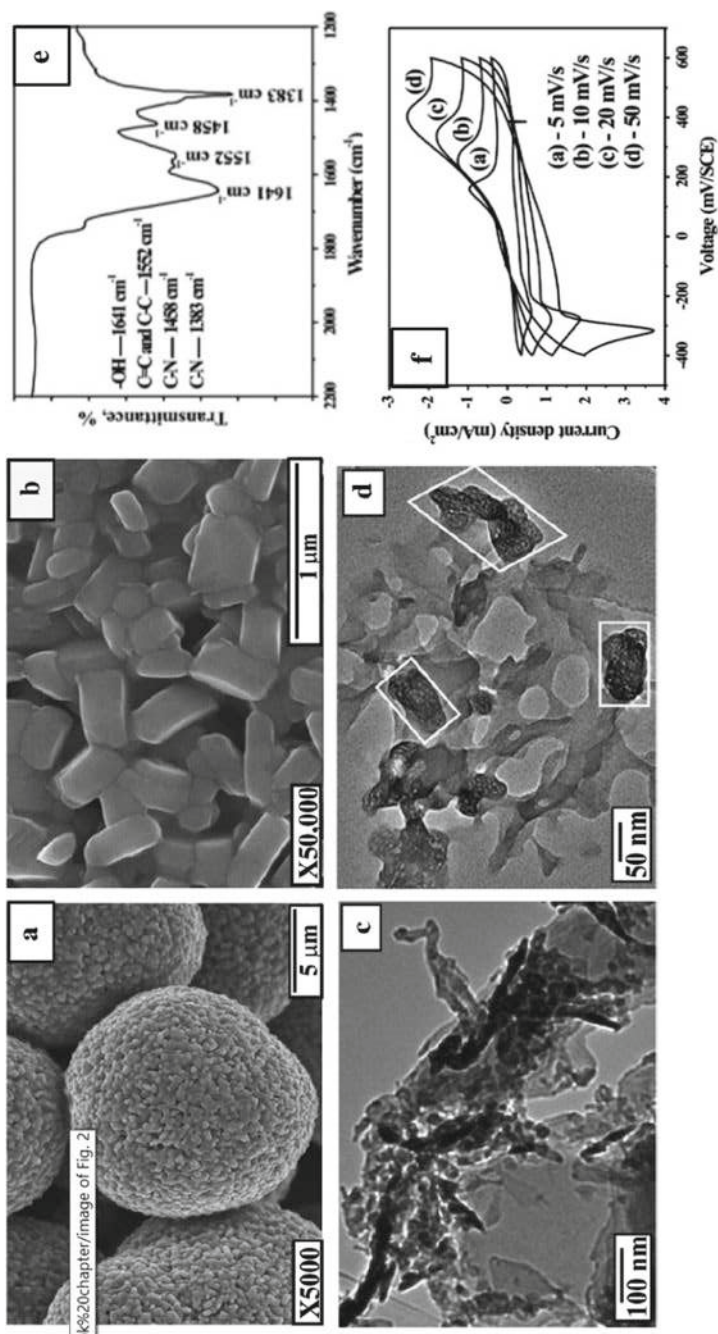 k%20chapter/image of Fig. 2
a
X5000
5 μm
b
X50,000
1 μm
c
100 nm
d
50 nm
e
Transmittance, %
-OH —1641 cm⁻¹
C=C and C-C —1552 cm⁻¹
C-N — 1458 cm⁻¹
C-N — 1383 cm⁻¹
1641 cm⁻¹
1552 cm⁻¹
1458 cm⁻¹
1383 cm⁻¹
2200 2000 1800 1600 1400 1200
Wavenumber (cm⁻¹)
f
Current density (mA/cm²)
-3
-2
-1
0
1
2
3
4
(a)
(b)
(c)
(d)
(a) - 5 mV/s
(b) - 10 mV/s
(c) - 20 mV/s
(d) - 50 mV/s
-400 -200 0 200 400 600
Voltage (mV/SCE)